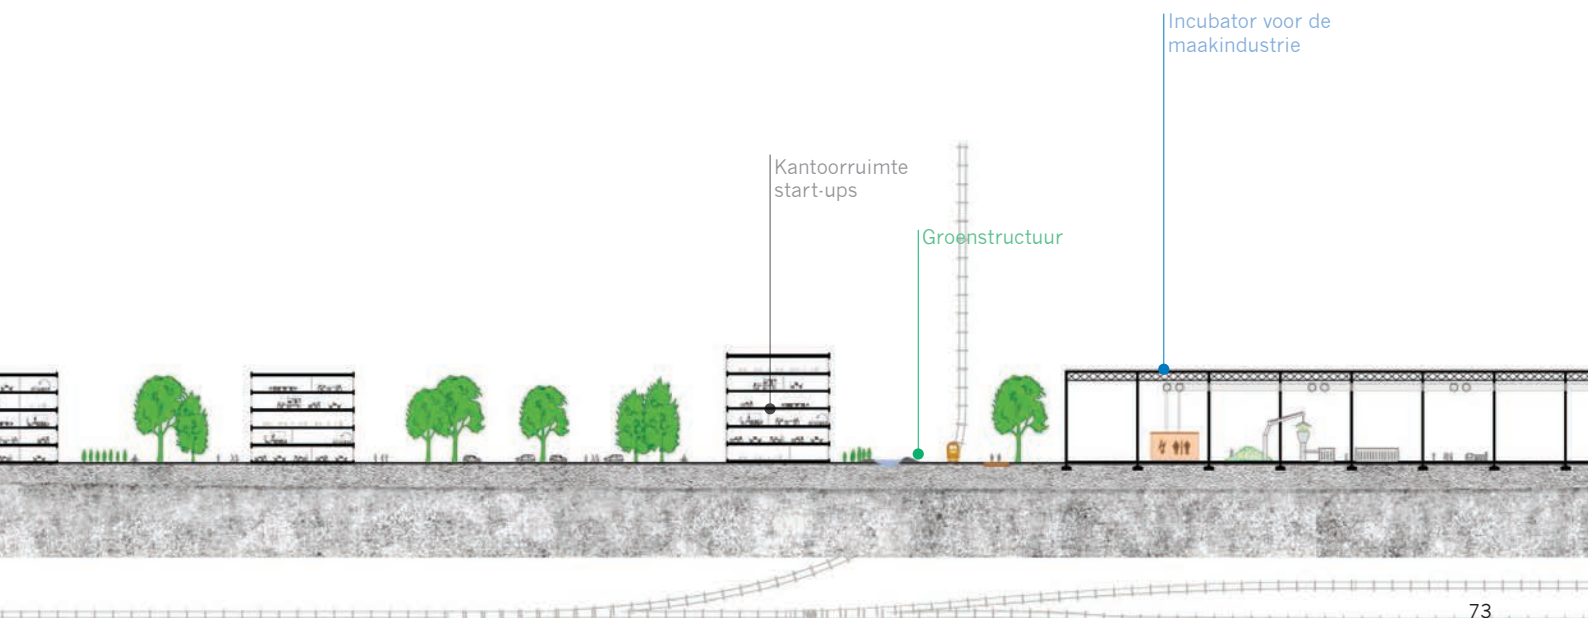 Incubator voor de
maakindustrie
Kantoorruimte
start-ups
Groenstructuur
73